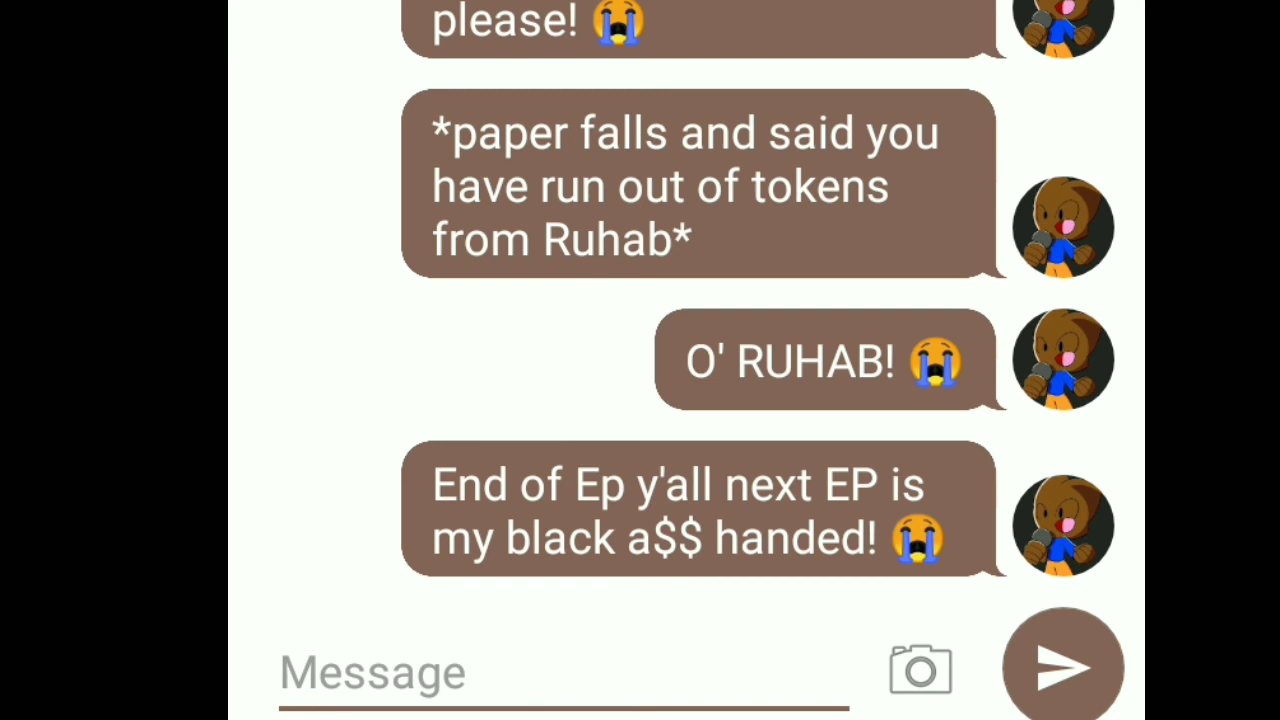 please! 😭
*paper falls and said you
have run out of tokens
from Ruhab*
O' RUHAB! 😭
End of Ep y'all next EP is
my black a$$ handed! 😭
Message